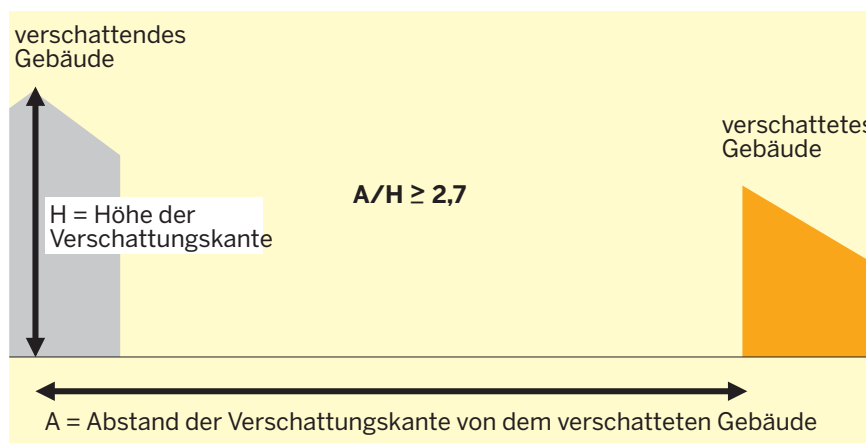 verschattendes
Gebäude
verschattetes
Gebäude
A/H ≥ 2,7
H = Höhe der
Verschattungskante
A = Abstand der Verschattungskante von dem verschatteten Gebäude